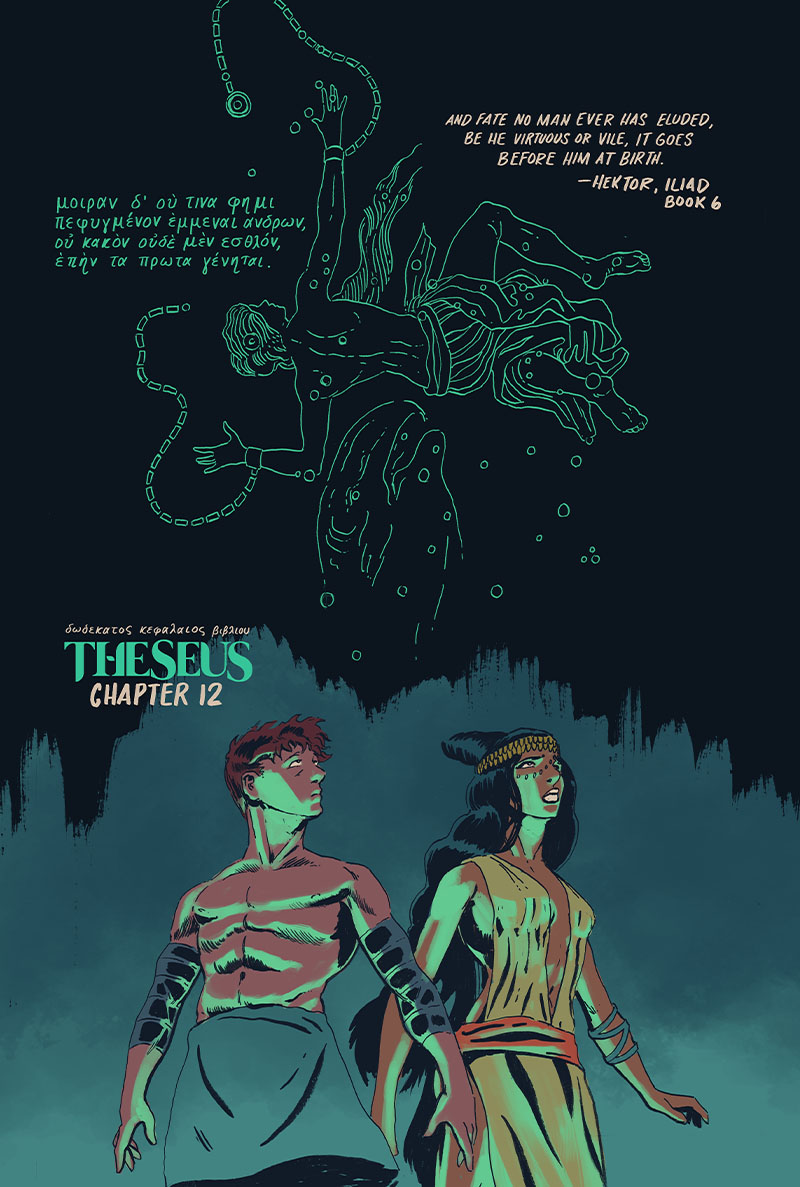 AND FATE NO MAN EVER HAS ELUDED,
BE HE VIRTUOUS OR VILE, IT GOES
BEFORE HIM AT BIRTH.
—HEKTOR, ILIAD
BOOK 6
μοιραν δ' οὐ τινα φημι
πεφυγμένον ἐμμεναι ἀνδρων,
οὐ κακὸν οὐδὲ μὲν εσθλόν,
ἐπὴν τα πρωτα γένηται.
δωδεκατος κεφαλαιος βιβλιου
THESEUS
CHAPTER 12